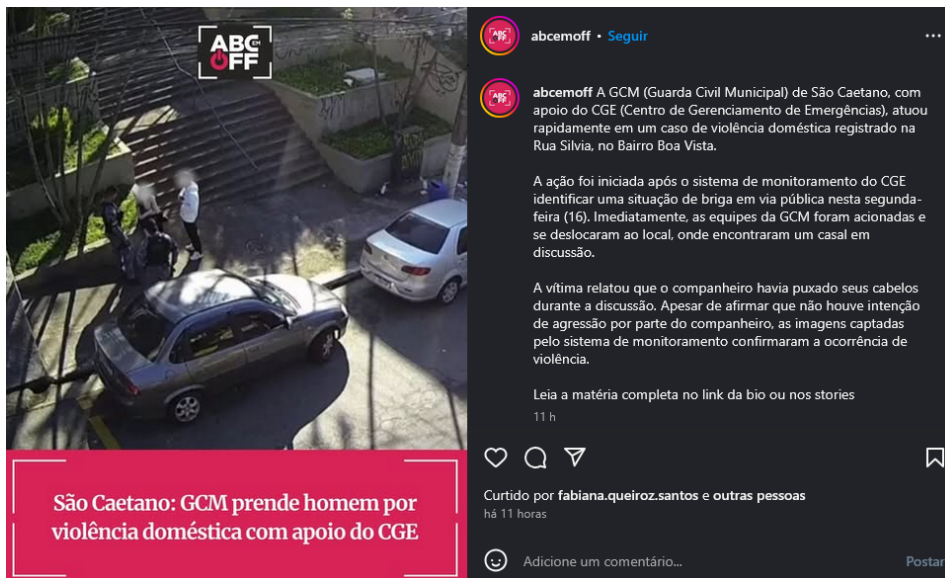 ABC EM
OFF
São Caetano: GCM prende homem por
violência doméstica com apoio do CGE
abcemoff • Seguir
abcemoff A GCM (Guarda Civil Municipal) de São Caetano, com
apoio do CGE (Centro de Gerenciamento de Emergências), atuou
rapidamente em um caso de violência doméstica registrado na
Rua Silvia, no Bairro Boa Vista.
A ação foi iniciada após o sistema de monitoramento do CGE
identificar uma situação de briga em via pública nesta segunda-
feira (16). Imediatamente, as equipes da GCM foram acionadas e
se deslocaram ao local, onde encontraram um casal em
discussão.
A vítima relatou que o companheiro havia puxado seus cabelos
durante a discussão. Apesar de afirmar que não houve intenção
de agressão por parte do companheiro, as imagens captadas
pelo sistema de monitoramento confirmaram a ocorrência de
violência.
Leia a matéria completa no link da bio ou nos stories
11 h
Curtido por fabiana.queiroz.santos e outras pessoas
há 11 horas
Adicione um comentário...
Postar